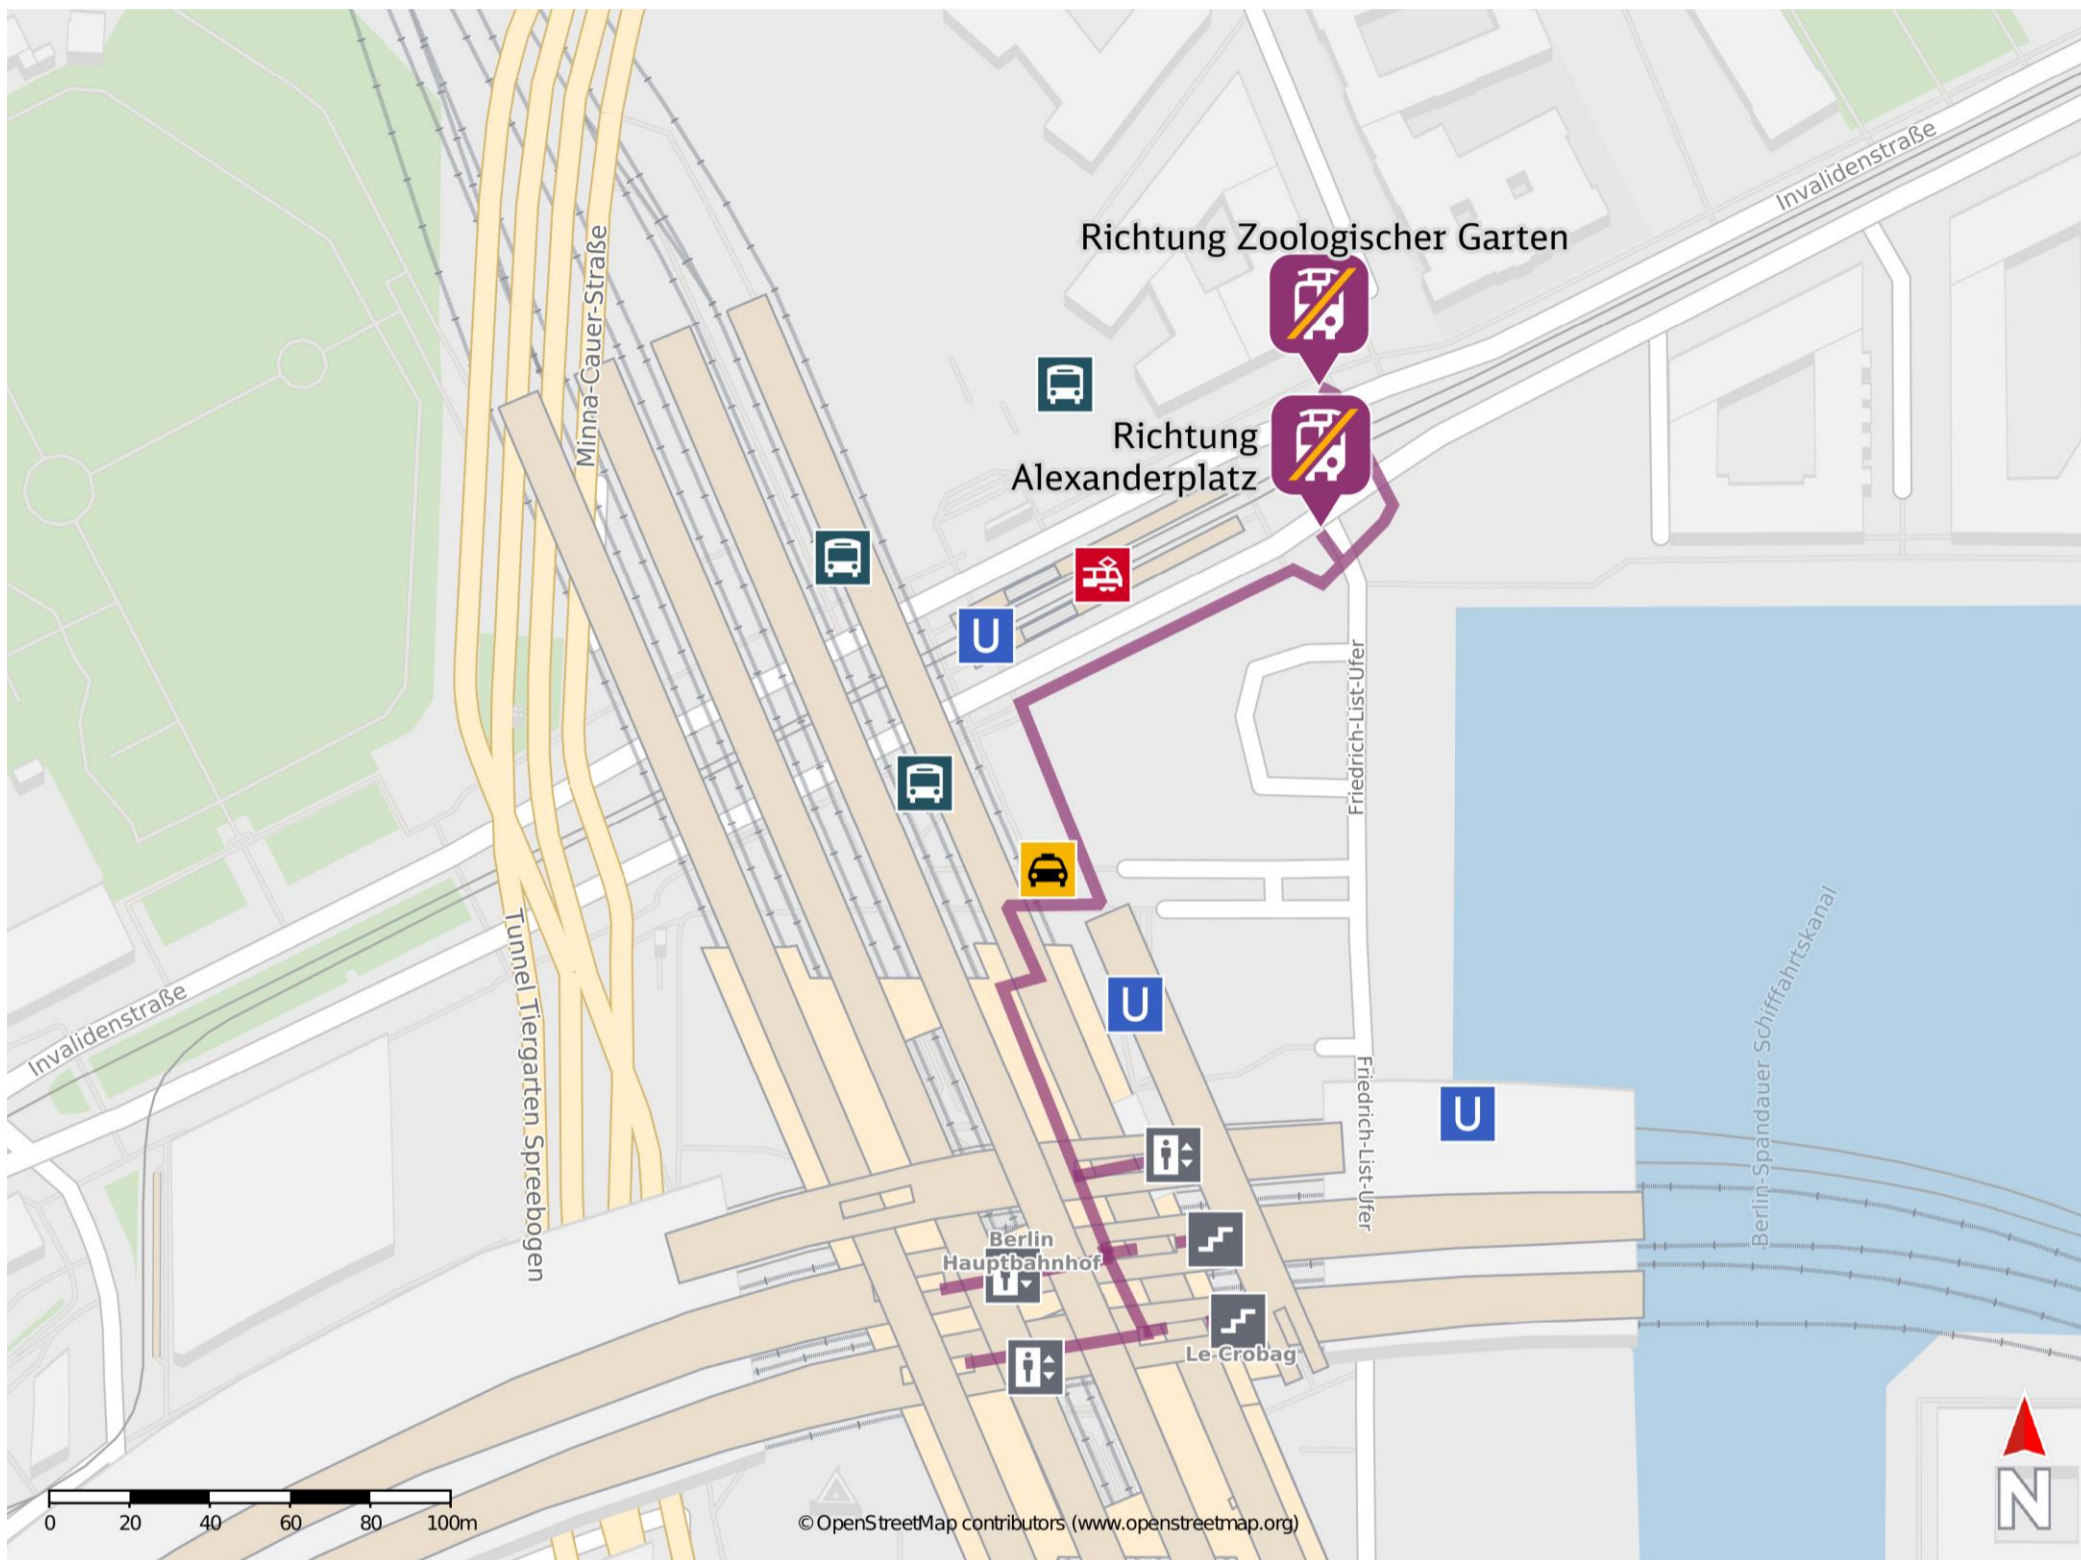 Invalidenstraße
Richtung Zoologischer Garten
Minna-Cauer-Straße
Richtung
Alexanderplatz
U
Friedrich-List-Ufer
Berlin-Spandauer Schifffahrtskanal
Tunnel Tiergarten Spreebogen
Invalidenstraße
U
Friedrich-List-Ufer
U
Berlin
Hauptbahnhof
Le Crobag
0 20 40 60 80 100m
© OpenStreetMap contributors (www.openstreetmap.org)
N